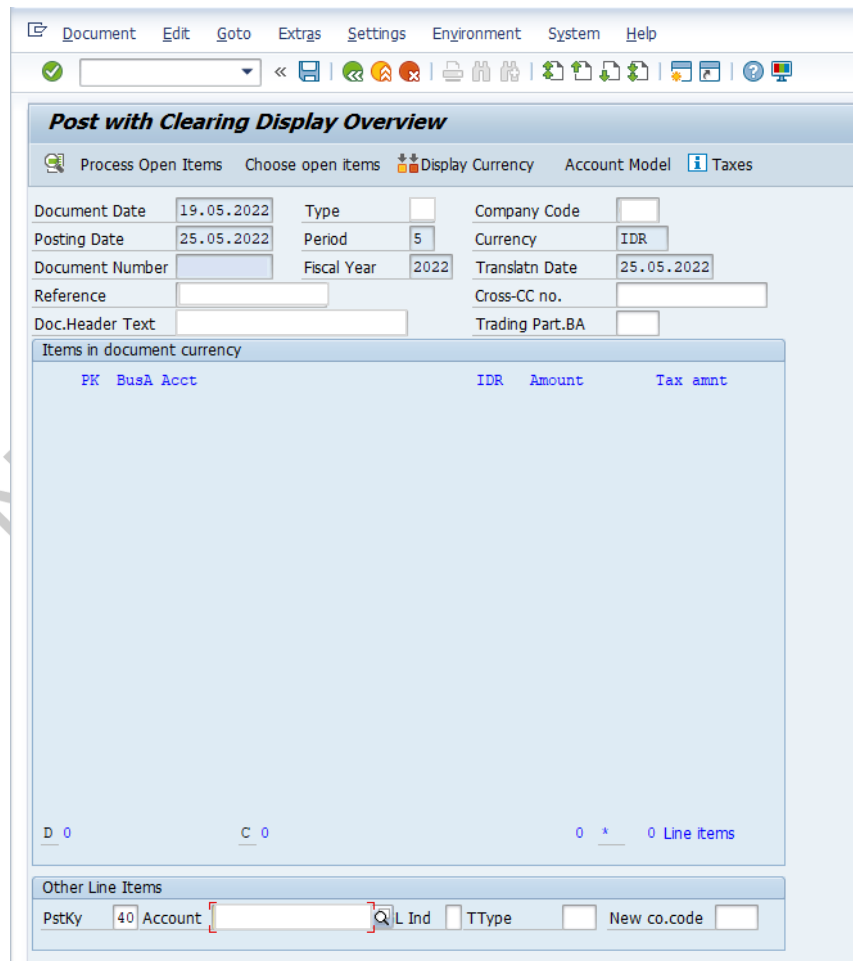 Document Edit Goto Extras Settings Environment System Help
Post with Clearing Display Overview
Process Open Items Choose open items Display Currency Account Model Taxes
Document Date 19.05.2022 Type Company Code
Posting Date 25.05.2022 Period 5 Currency IDR
Document Number Fiscal Year 2022 Translatn Date 25.05.2022
Reference Cross-CC no.
Doc.Header Text Trading Part.BA
Items in document currency
PK BusA Acct IDR Amount Tax amnt
D 0 C 0 0 * 0 Line items
Other Line Items
PstKy 40 Account L Ind TType New co.code